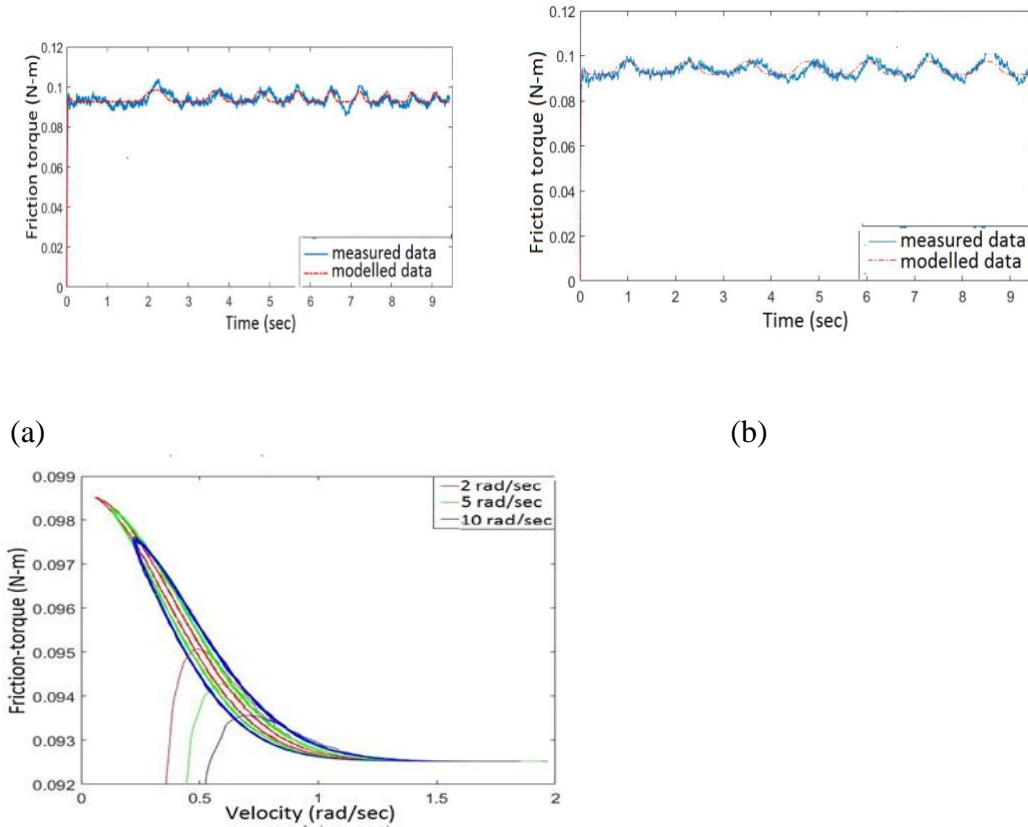 0.12
0.1
0.08
0.06
0.04
0.02
0
Friction torque (N-m)
measured data
modelled data
0 1 2 3 4 5 6 7 8 9
Time (sec)
0.12
0.1
0.08
0.06
0.04
0.02
0
Friction torque (N-m)
measured data
modelled data
0 1 2 3 4 5 6 7 8 9
Time (sec)
(a)
(b)
0.099
0.098
0.097
0.096
0.095
0.094
0.093
0.092
Friction-torque (N-m)
2 rad/sec
5 rad/sec
10 rad/sec
0 0.5 1 1.5 2
Velocity (rad/sec)